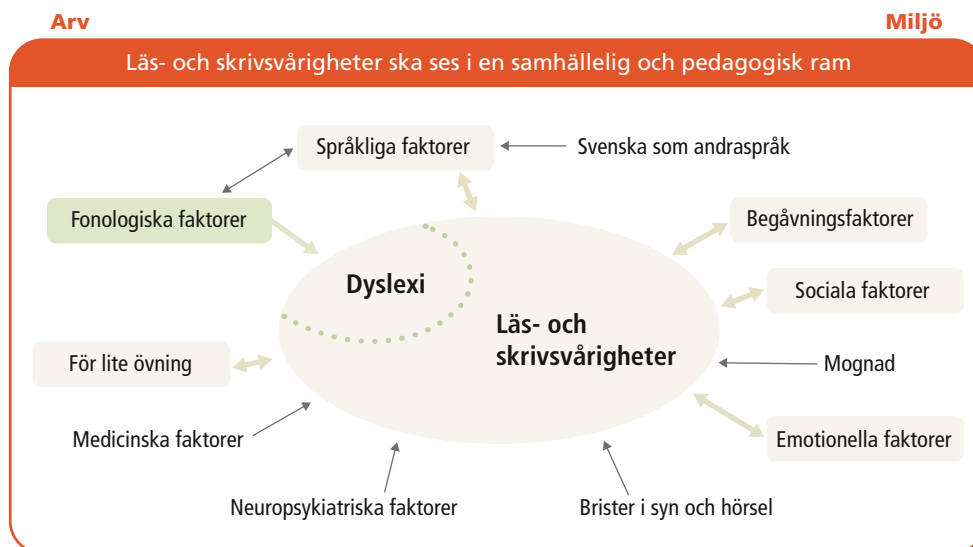 Arv
Miljö
Läs- och skrivsvårigheter ska ses i en samhällelig och pedagogisk ram
Språkliga faktorer
Svenska som andraspråk
Fonologiska faktorer
Begåvningsfaktorer
Dyslexi
Sociala faktorer
Läs- och
skrivsvårigheter
För lite övning
Mognad
Medicinska faktorer
Emotionella faktorer
Neuropsykiatriska faktorer
Brister i syn och hörsel